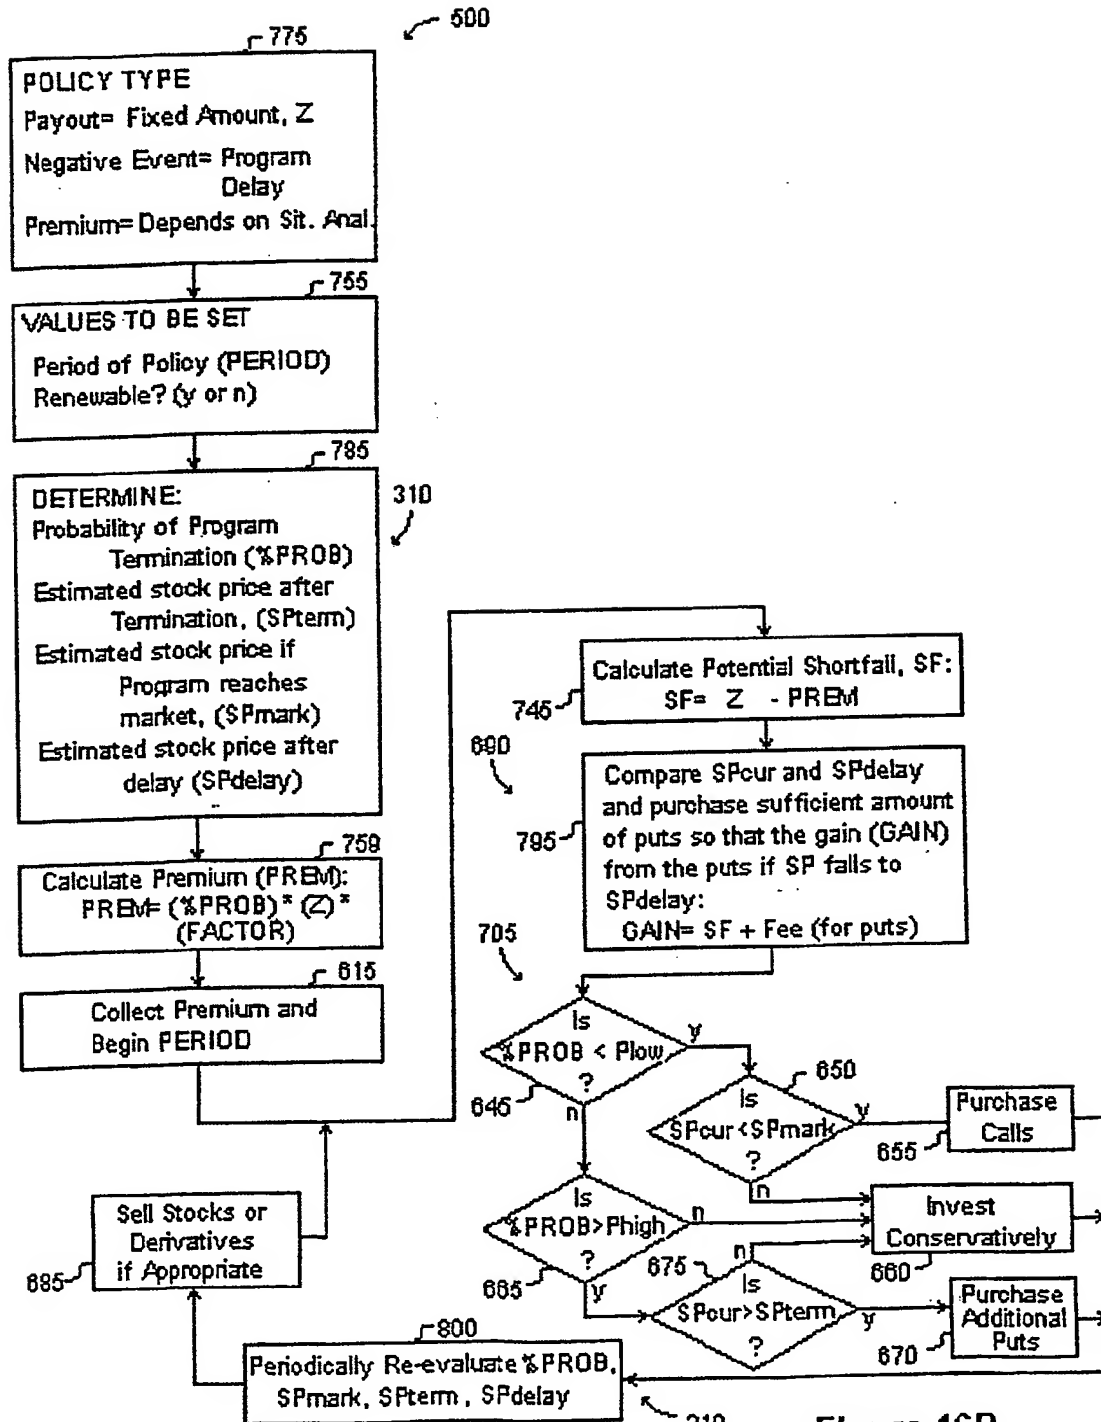 500
775
POLICY TYPE
Payout= Fixed Amount, Z
Negative Event= Program
Delay
Premium= Depends on Sit. Anal.
755
VALUES TO BE SET
Period of Policy (PERIOD)
Renewable? (y or n)
785
DETERMINE:
Probability of Program
Termination (%PROB)
Estimated stock price after
Termination, (SPterm)
Estimated stock price if
Program reaches
market, (SPmark)
Estimated stock price after
delay (SPdelay)
310
759
Calculate Premium (PREM):
PREM= (%PROB)* (Z)*
(FACTOR)
615
Collect Premium and
Begin PERIOD
Calculate Potential Shortfall, SF:
SF= Z - PREM
745
690
Compare SPcur and SPdelay
and purchase sufficient amount
of puts so that the gain (GAIN)
from the puts if SP falls to
SPdelay:
GAIN= SF + Fee (for puts)
795
705
Is
%PROB < Plow
?
y
n
645
650
Is
SPcur<SPmark
?
y
n
Purchase
Calls
655
Is
%PROB>Phigh
?
n
y
665
Invest
Conservatively
660
675
n
Is
SPcur>SPterm
?
y
Purchase
Additional
Puts
670
Sell Stocks or
Derivatives
if Appropriate
685
800
Periodically Re-evaluate %PROB,
SPmark, SPterm, SPdelay